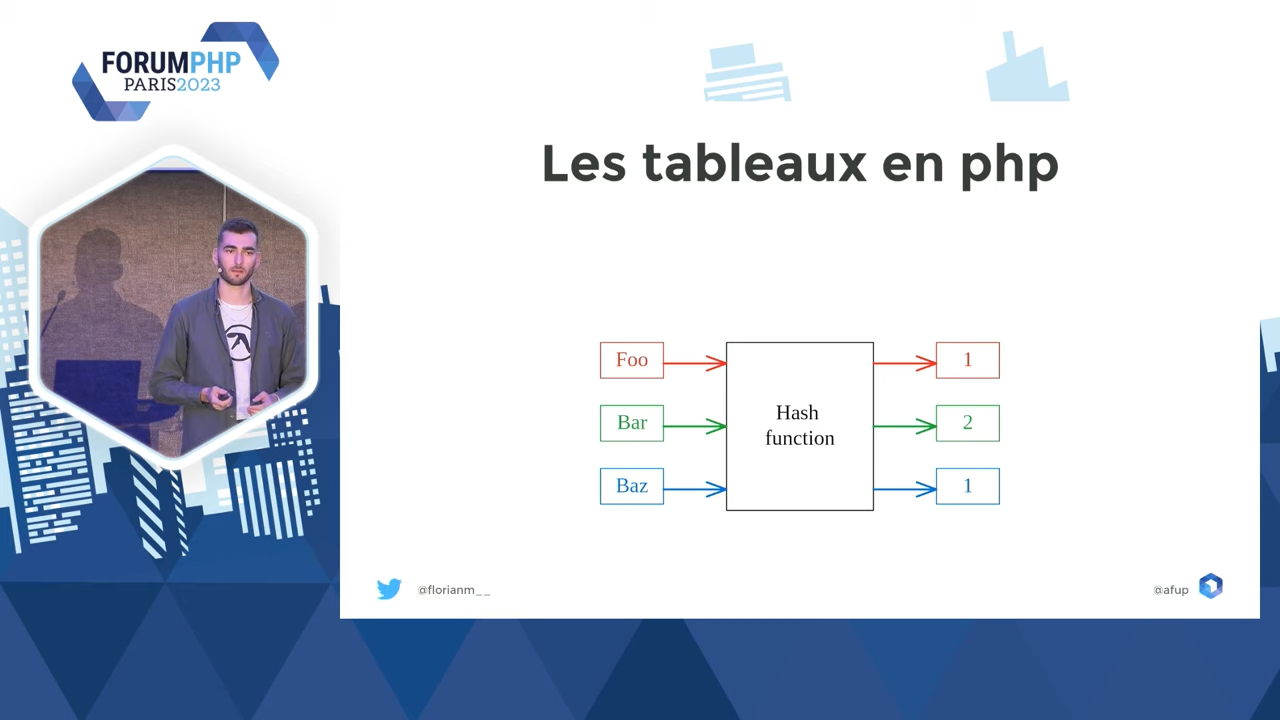 FORUMPHP
PARIS2023
Les tableaux en php
Foo
1
Hash
function
Bar
2
Baz
1
@florianm__
@afup